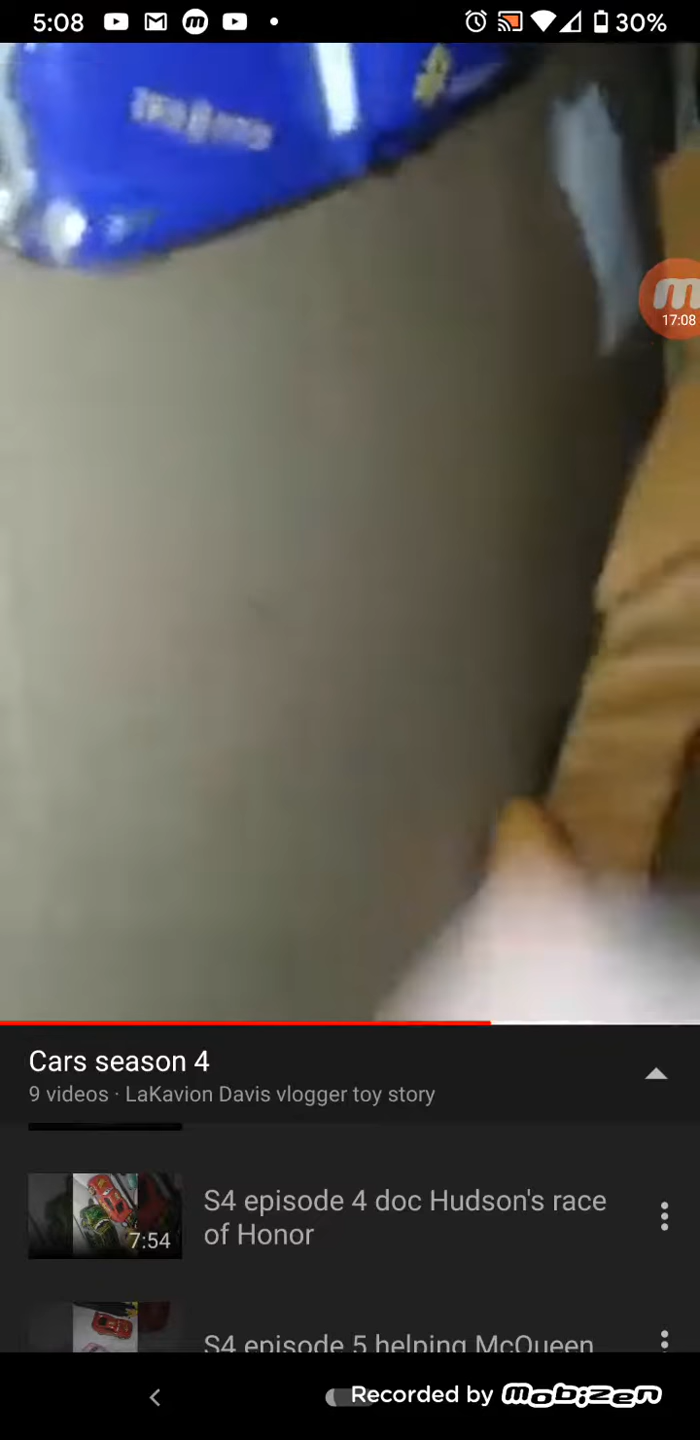 5:08
30%
17:08
Cars season 4
9 videos · LaKavion Davis vlogger toy story
7:54
S4 episode 4 doc Hudson's race
of Honor
S4 episode 5 helping McQueen
Recorded by mobizen